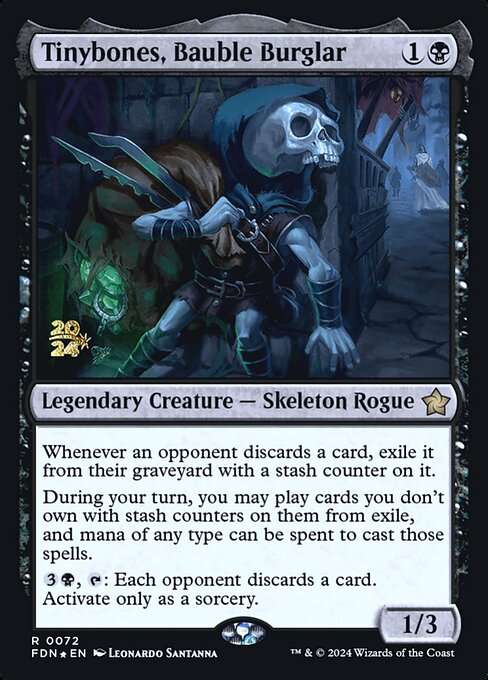 Tinybones, Bauble Burglar 1
20
24
Legendary Creature — Skeleton Rogue
Whenever an opponent discards a card, exile it
from their graveyard with a stash counter on it.
During your turn, you may play cards you don't
own with stash counters on them from exile,
and mana of any type can be spent to cast those
spells.
3, : Each opponent discards a card.
Activate only as a sorcery.
1/3
R 0072
FDN★EN Leonardo Santanna
™ & © 2024 Wizards of the Coast